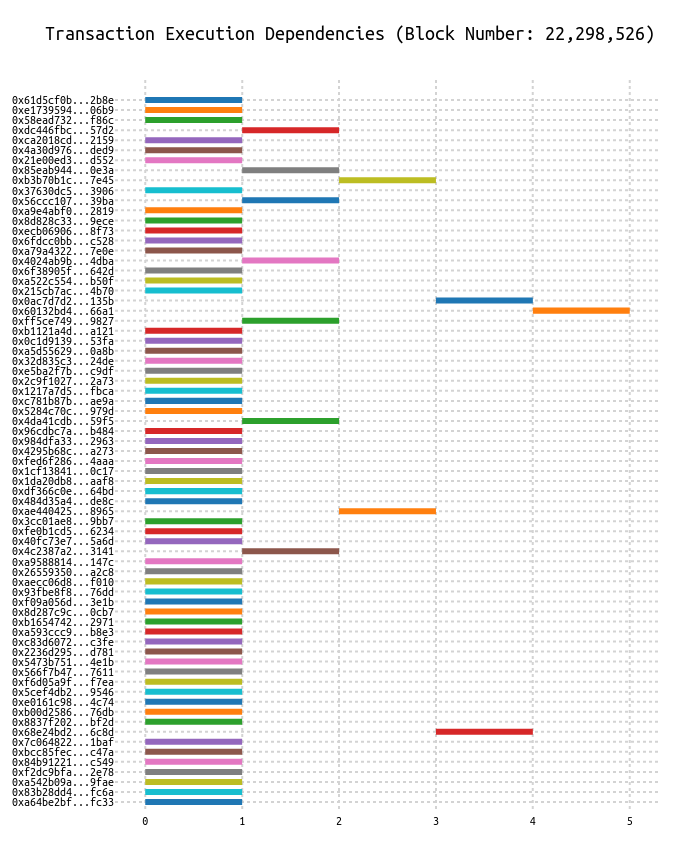 Transaction Execution Dependencies (Block Number: 22,298,526)
0x61d5cf0b...2b8e
0xe1739594...06b9
0x58ead732...f86c
0xdc446fbc...57d2
0xca2018cd...2159
0x4a30d976...ded9
0x21e00ed3...d552
0x85eab944...0e3a
0xb3b70b1c...7e45
0x37630dc5...3906
0x56ccc107...39ba
0xa9e4abf0...2819
0x8d828c33...9ece
0xecb06906...8f73
0x6fdcc0bb...c528
0xa79a4322...7e0e
0x4024ab9b...4dba
0x6f38905f...642d
0xa522c554...b50f
0x215cb7ac...4b70
0x0ac7d7d2...135b
0x60132bd4...66a1
0xff5ce749...9827
0xb1121a4d...a121
0x0c1d9139...53fa
0xa5d55629...0a8b
0x32d835c3...24de
0xe5ba2f7b...c9df
0x2c9f1027...2a73
0x1217a7d5...fbca
0xc781b87b...ae9a
0x5284c70c...979d
0x4da41cdb...59f5
0x96cdbc7a...b484
0x984dfa33...2963
0x4295b68c...a273
0xfed6f286...4aaa
0x1cf13841...0c17
0x1da20db8...aaf8
0xdf366c0e...64bd
0x484d35a4...de8c
0xae440425...8965
0x3cc01ae8...9bb7
0xfe0b1cd5...6234
0x40fc73e7...5a6d
0x4c2387a2...3141
0xa9588814...147c
0x26559350...a2c8
0xaecc06d8...f010
0x93fbe8f8...76dd
0xf09a056d...3e1b
0x8d287c9c...0cb7
0xb1654742...2971
0xa593ccc9...b8e3
0xc83d6072...c3fe
0x2236d295...d781
0x5473b751...4e1b
0x566f7b47...7611
0xf6d05a9f...f7ea
0x5cef4db2...9546
0xe0161c98...4c74
0xb00d2586...76db
0x8837f202...bf2d
0x68e24bd2...6c8d
0x7c064822...1baf
0xbcc85fec...c47a
0x84b91221...c549
0xf2dc9bfa...2e78
0xa542b09a...9fae
0x83b28dd4...fc6a
0xa64be2bf...fc33
0 1 2 3 4 5